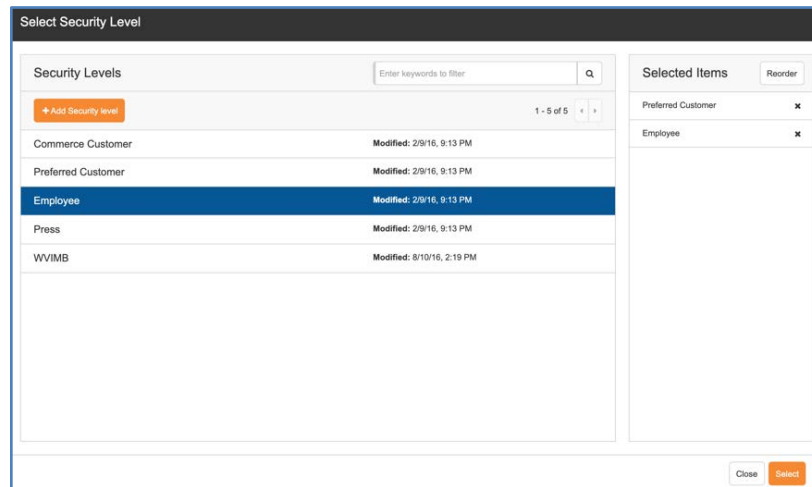 Select Security Level
Security Levels
Enter keywords to filter
+ Add Security level
1 - 5 of 5
Commerce Customer Modified: 2/9/16, 9:13 PM
Preferred Customer Modified: 2/9/16, 9:13 PM
Employee Modified: 2/9/16, 9:13 PM
Press Modified: 2/9/16, 9:13 PM
WVIMB Modified: 8/10/16, 2:19 PM
Selected Items Reorder
Preferred Customer
Employee
Close Select